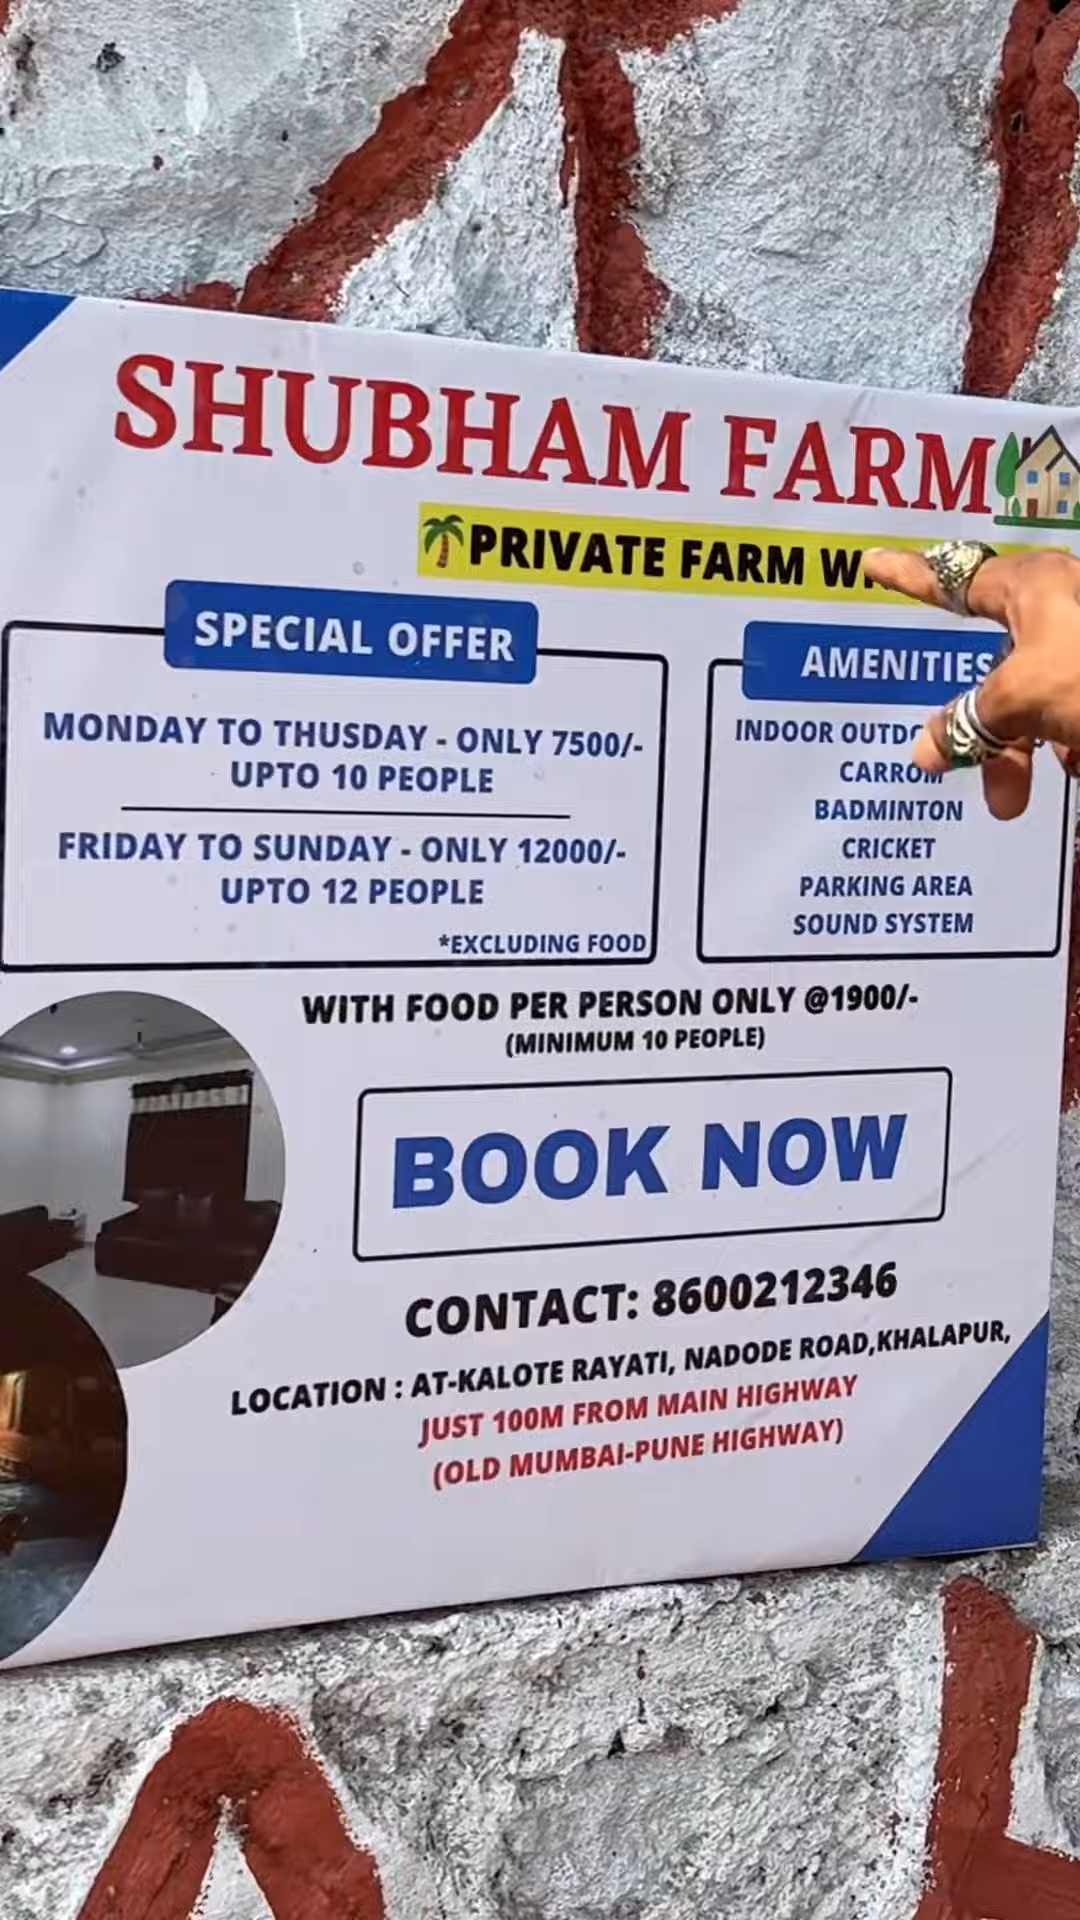 SHUBHAM FARM
PRIVATE FARM
SPECIAL OFFER
MONDAY TO THUSDAY - ONLY 7500/-
UPTO 10 PEOPLE
FRIDAY TO SUNDAY - ONLY 12000/-
UPTO 12 PEOPLE
*EXCLUDING FOOD
AMENITIES
INDOOR
CARROM
BADMINTON
CRICKET
PARKING AREA
SOUND SYSTEM
WITH FOOD PER PERSON ONLY @1900/-
(MINIMUM 10 PEOPLE)
BOOK NOW
CONTACT: 8600212346
LOCATION : AT-KALOTE RAYATI, NADODE ROAD,KHALAPUR,
JUST 100M FROM MAIN HIGHWAY
(OLD MUMBAI-PUNE HIGHWAY)